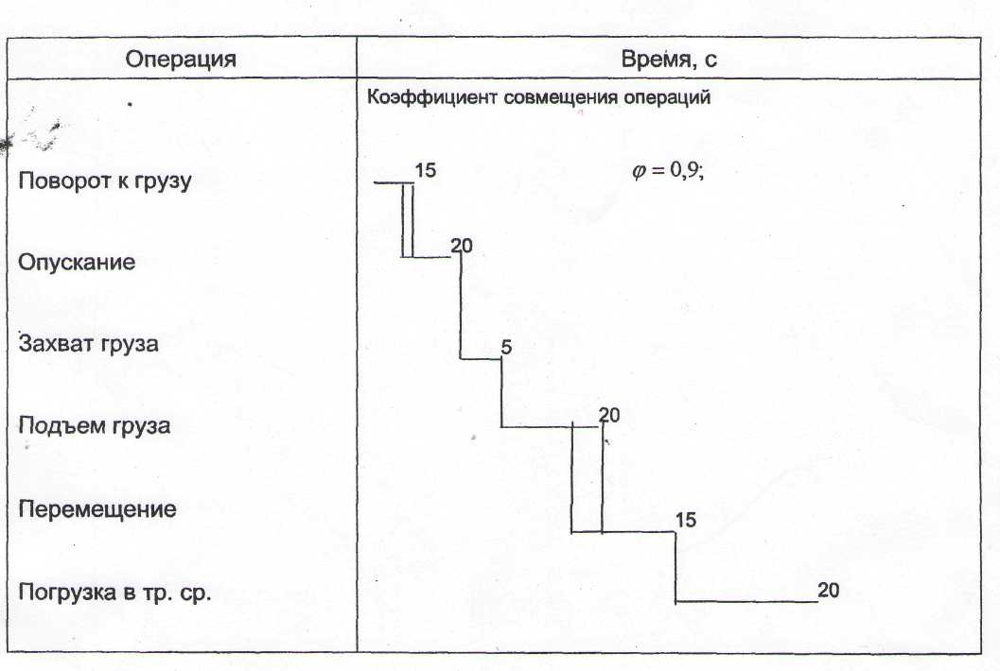 Операция Время, с
Коэффициент совмещения операций
Поворот к грузу 15 φ = 0,9;
Опускание 20
Захват груза 5
Подъем груза 20
Перемещение 15
Погрузка в тр. ср. 20